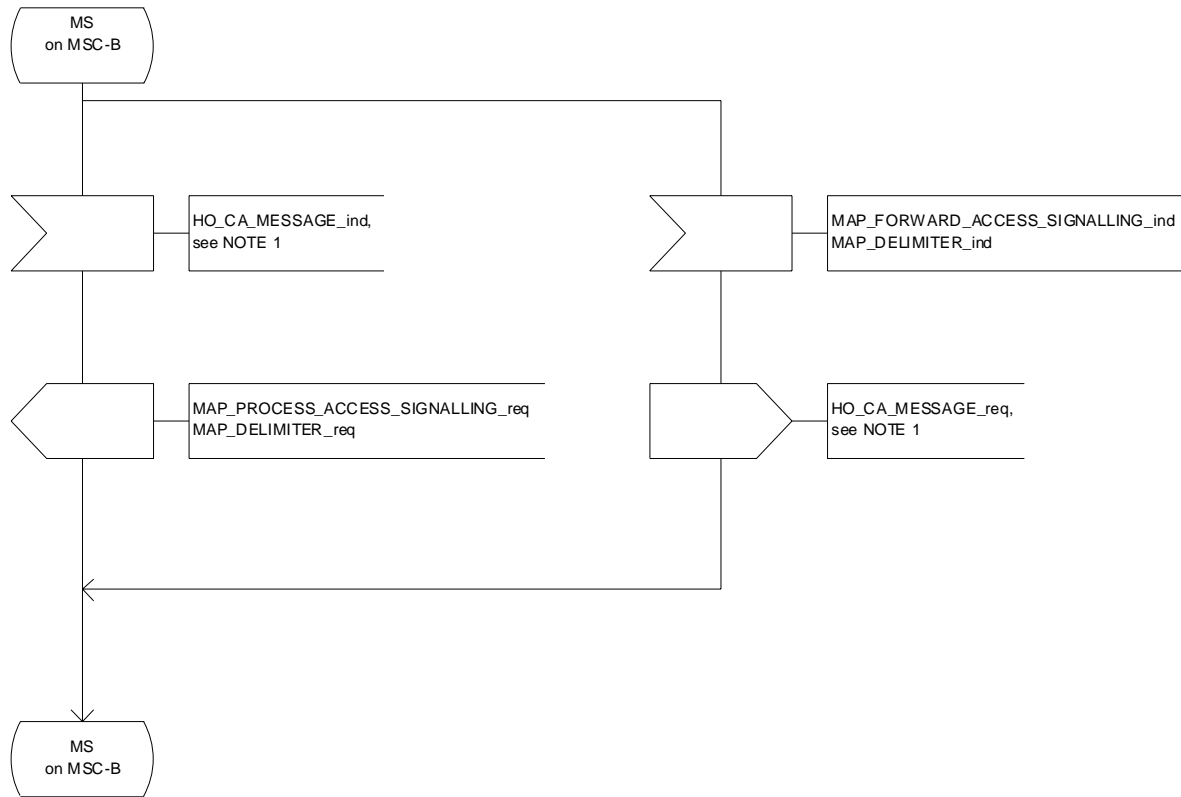 MS
on MSC-B
HO_CA_MESSAGE_ind,
see NOTE 1
MAP_FORWARD_ACCESS_SIGNALLING_ind
MAP_DELIMITER_ind
MAP_PROCESS_ACCESS_SIGNALLING_req
MAP_DELIMITER_req
HO_CA_MESSAGE_req,
see NOTE 1
MS
on MSC-B